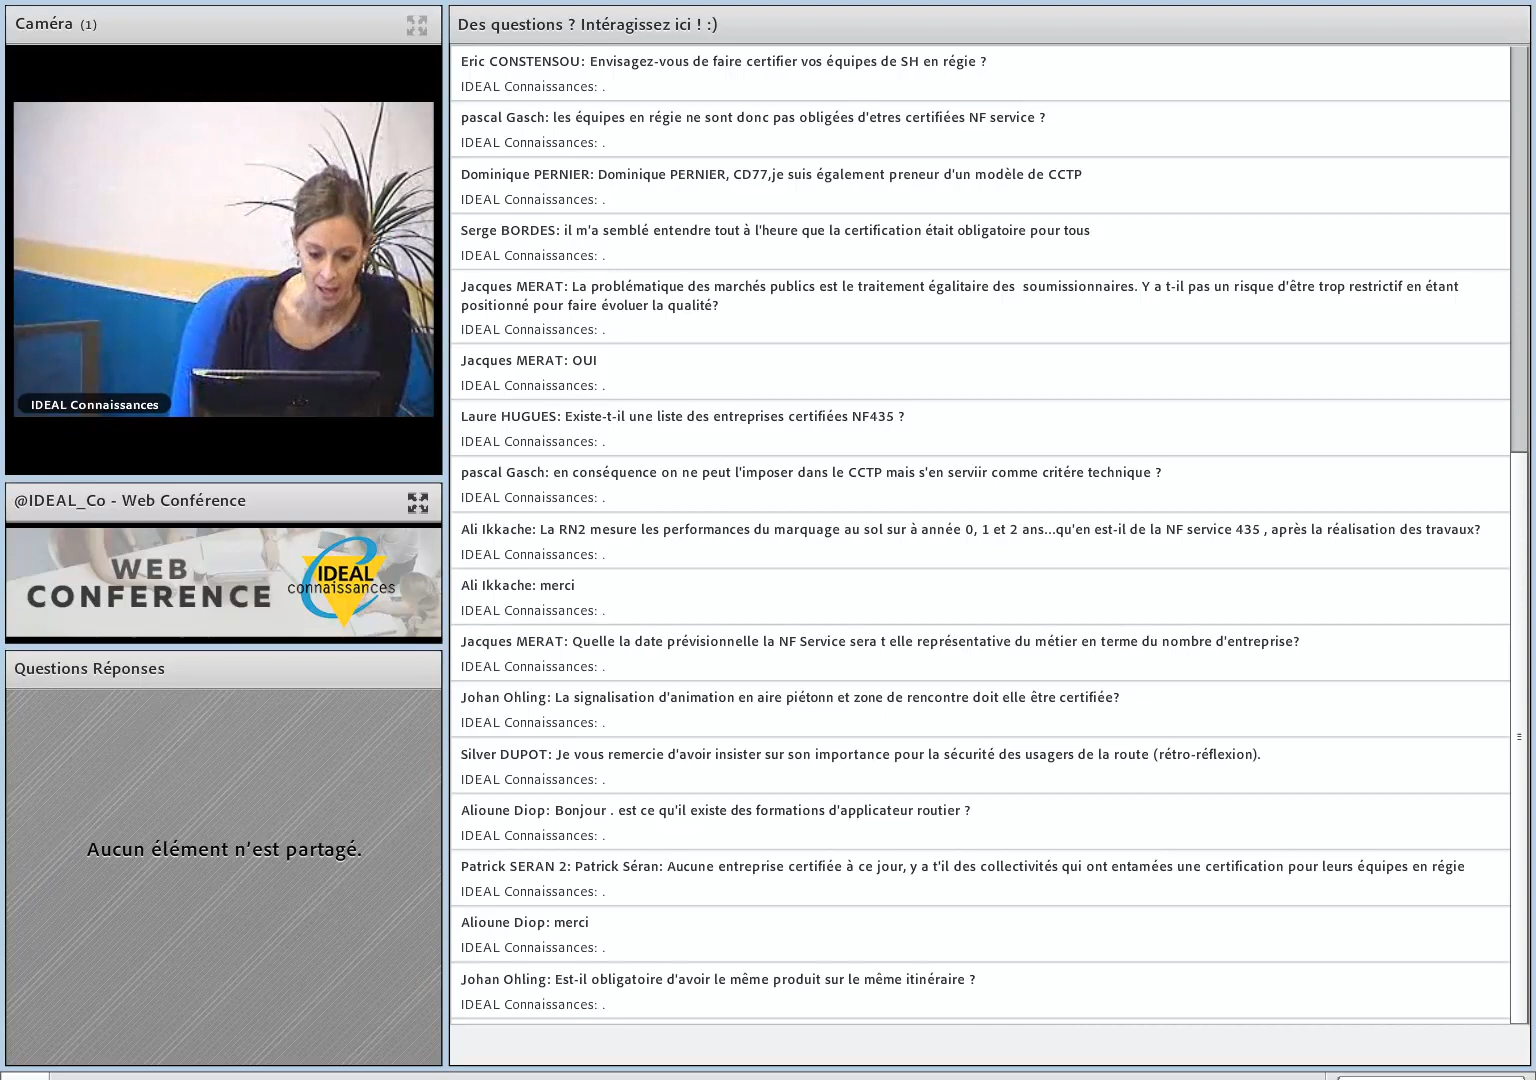 Caméra (1)
IDEAL Connaissances
@IDEAL_Co - Web Conférence
WEB
CONFERENCE
IDEAL
connaissances
Questions Réponses
Aucun élément n'est partagé.
Des questions ? Intéragissez ici ! :)
Eric CONSTENSOU: Envisagez-vous de faire certifier vos équipes de SH en régie ?
IDEAL Connaissances: .
pascal Gasch: les équipes en régie ne sont donc pas obligées d'etres certifiées NF service ?
IDEAL Connaissances: .
Dominique PERNIER: Dominique PERNIER, CD77,je suis également preneur d'un modèle de CCTP
IDEAL Connaissances: .
Serge BORDES: il m'a semblé entendre tout à l'heure que la certification était obligatoire pour tous
IDEAL Connaissances: .
Jacques MERAT: La problématique des marchés publics est le traitement égalitaire des  soumissionnaires. Y a t-il pas un risque d'être trop restrictif en étant
positionné pour faire évoluer la qualité?
IDEAL Connaissances: .
Jacques MERAT: OUI
IDEAL Connaissances: .
Laure HUGUES: Existe-t-il une liste des entreprises certifiées NF435 ?
IDEAL Connaissances: .
pascal Gasch: en conséquence on ne peut l'imposer dans le CCTP mais s'en serviir comme critére technique ?
IDEAL Connaissances: .
Ali Ikkache: La RN2 mesure les performances du marquage au sol sur à année 0, 1 et 2 ans...qu'en est-il de la NF service 435 , après la réalisation des travaux?
IDEAL Connaissances: .
Ali Ikkache: merci
IDEAL Connaissances: .
Jacques MERAT: Quelle la date prévisionnelle la NF Service sera t elle représentative du métier en terme du nombre d'entreprise?
IDEAL Connaissances: .
Johan Ohling: La signalisation d'animation en aire piétonn et zone de rencontre doit elle être certifiée?
IDEAL Connaissances: .
Silver DUPOT: Je vous remercie d'avoir insister sur son importance pour la sécurité des usagers de la route (rétro-réflexion).
IDEAL Connaissances: .
Alioune Diop: Bonjour . est ce qu'il existe des formations d'applicateur routier ?
IDEAL Connaissances: .
Patrick SERAN 2: Patrick Séran: Aucune entreprise certifiée à ce jour, y a t'il des collectivités qui ont entamées une certification pour leurs équipes en régie
IDEAL Connaissances: .
Alioune Diop: merci
IDEAL Connaissances: .
Johan Ohling: Est-il obligatoire d'avoir le même produit sur le même itinéraire ?
IDEAL Connaissances: .